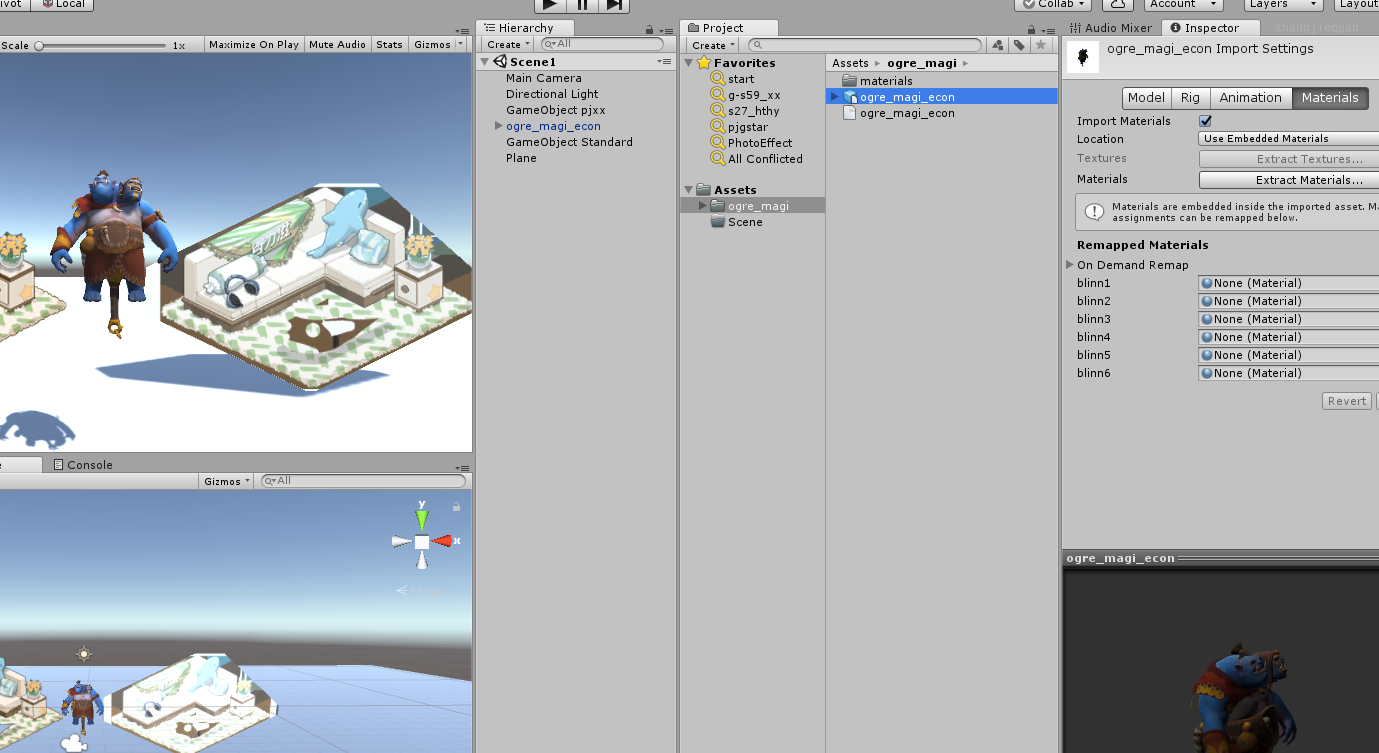 ivot Local
Collab Account Layers Layout
Scale 1x Maximize On Play Mute Audio Stats Gizmos
Hierarchy
Create All
Scene1
Main Camera
Directional Light
GameObject pjxx
ogre_magi_econ
GameObject Standard
Plane
Project
Create
Favorites
start
g-s59_xx
s27_hthy
pjgstar
PhotoEffect
All Conflicted
Assets
ogre_magi
Scene
Assets ogre_magi
materials
ogre_magi_econ
ogre_magi_econ
Audio Mixer Inspector zhangjiequan
ogre_magi_econ Import Settings
Model Rig Animation Materials
Import Materials
Location Use Embedded Materials
Textures Extract Textures...
Materials Extract Materials...
Materials are embedded inside the imported asset. Ma
assignments can be remapped below.
Remapped Materials
On Demand Remap
blinn1 None (Material)
blinn2 None (Material)
blinn3 None (Material)
blinn4 None (Material)
blinn5 None (Material)
blinn6 None (Material)
Revert
ogre_magi_econ
Console
Gizmos All
y
x